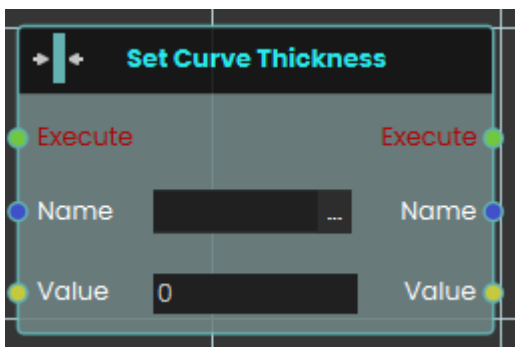 Set Curve Thickness
Execute Execute
Name ... Name
Value 0 Value